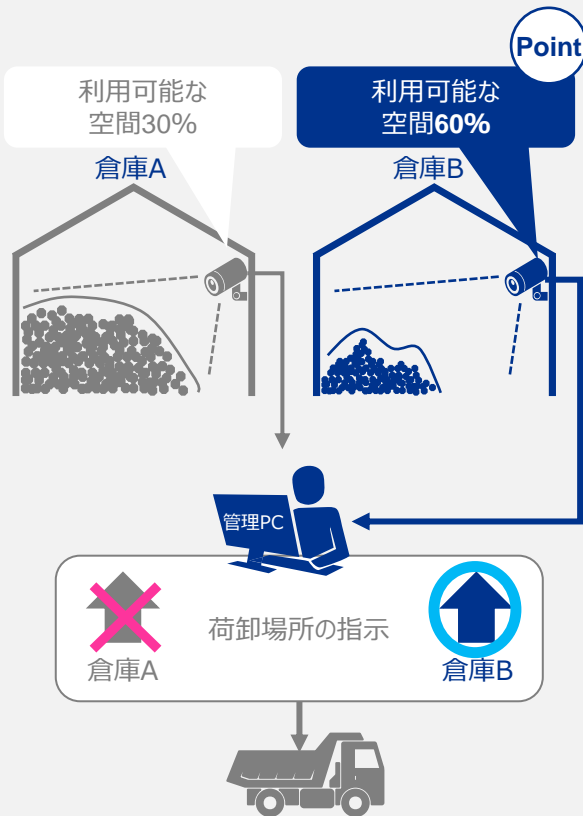 Point
利用可能な
空間30%
利用可能な
空間60%
倉庫A
倉庫B
管理PC
荷卸場所の指示
倉庫A
倉庫B